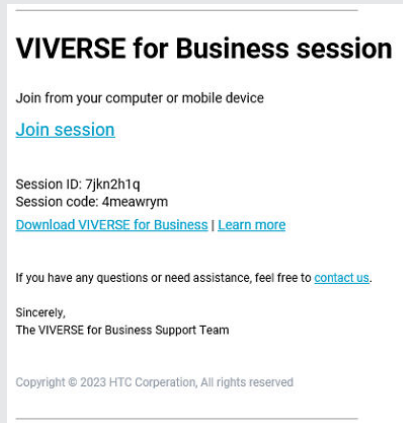 VIVERSE for Business session
Join from your computer or mobile device
Join session
Session ID: 7jkn2h1q
Session code: 4meawrym
Download VIVERSE for Business | Learn more
If you have any questions or need assistance, feel free to contact us.
Sincerely,
The VIVERSE for Business Support Team
Copyright © 2023 HTC Corperation, All rights reserved